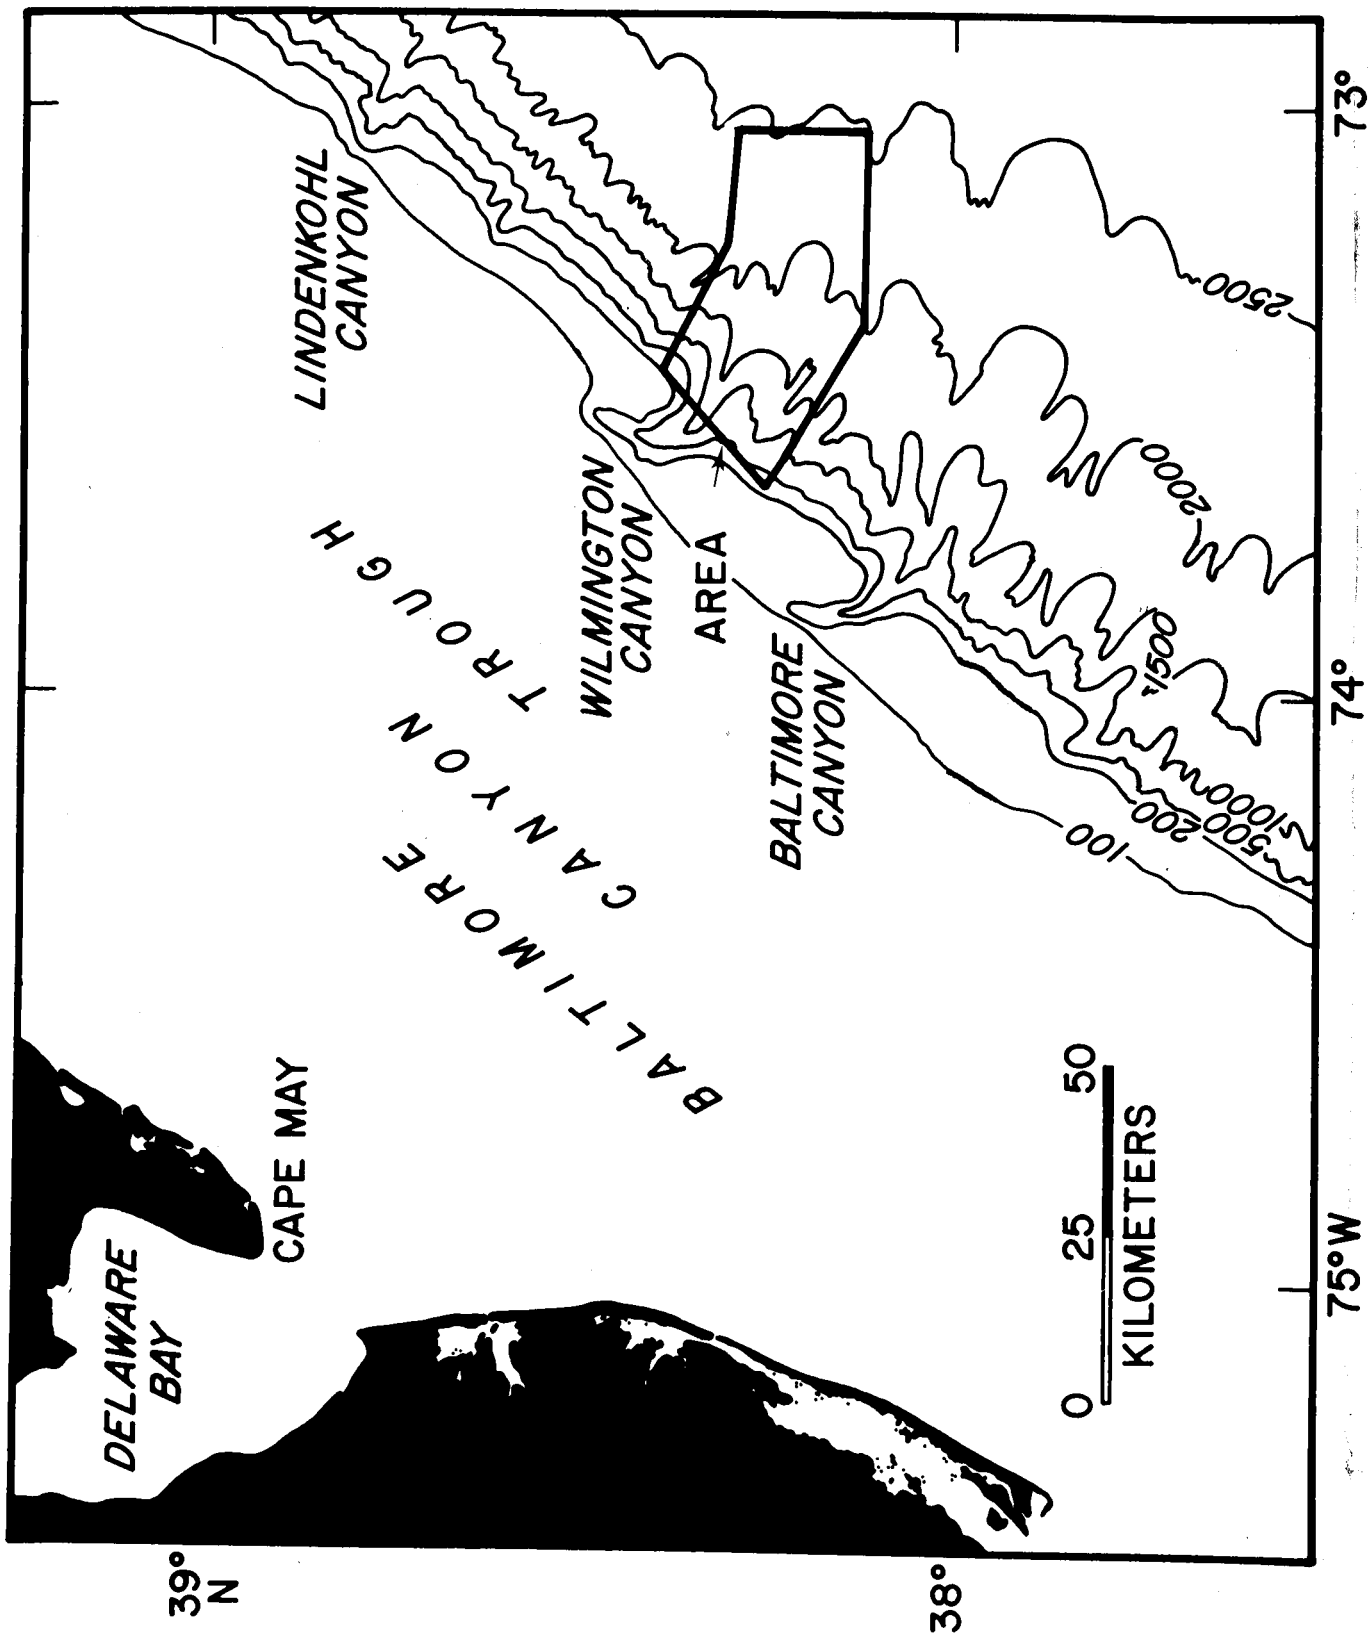 39°
N
38°
75°W
74°
73°
DELAWARE
BAY
CAPE MAY
BALTIMORE
CANYON TROUGH
LINDENKOHL
CANYON
WILMINGTON
CANYON
AREA
BALTIMORE
CANYON
100
200
500
1000
1500
2000
2500
0 25 50
KILOMETERS